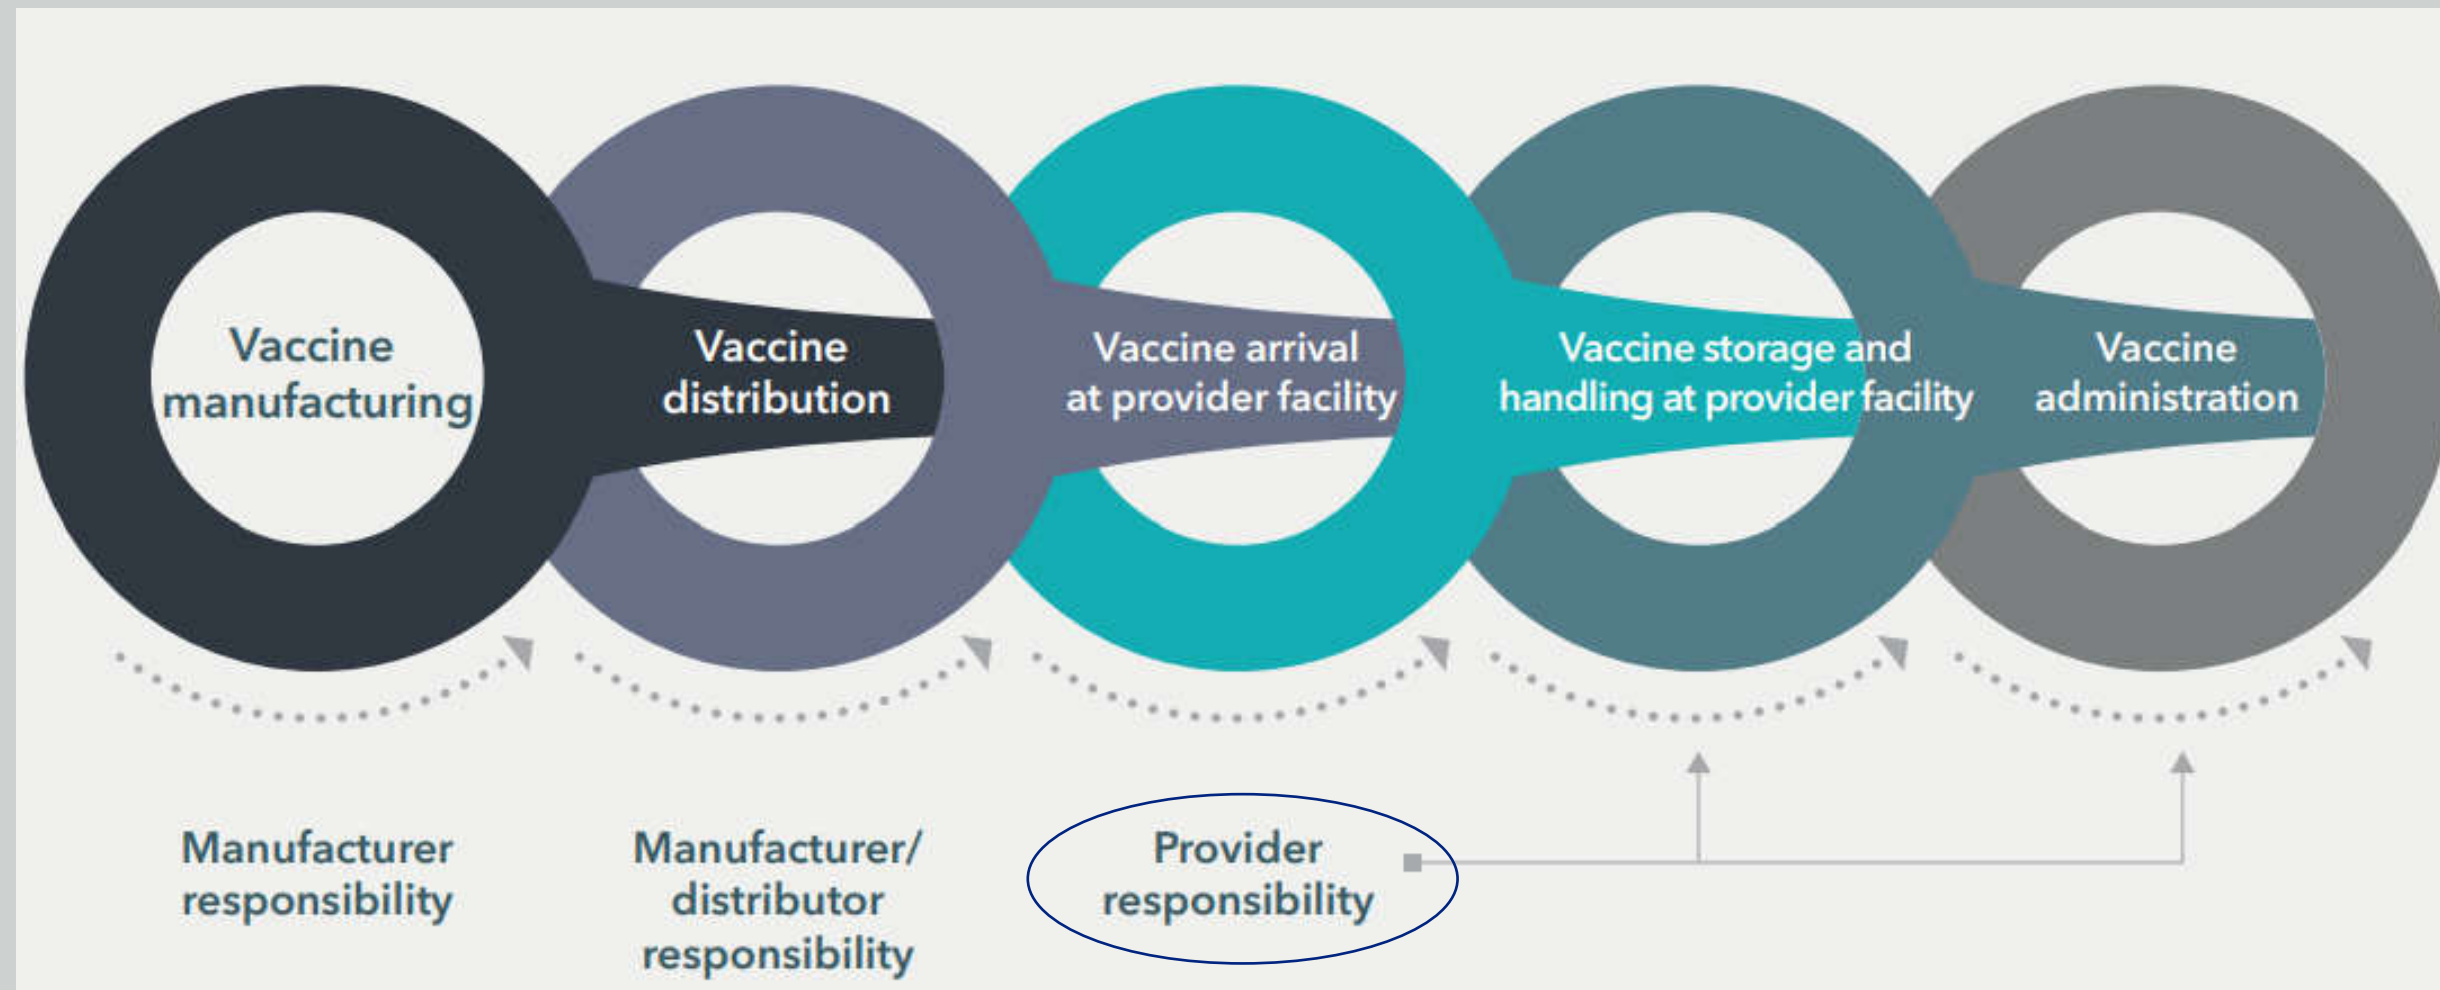 Vaccine
manufacturing
Vaccine
distribution
Vaccine arrival
at provider facility
Vaccine storage and
handling at provider facility
Vaccine
administration
Manufacturer
responsibility
Manufacturer/
distributor
responsibility
Provider
responsibility